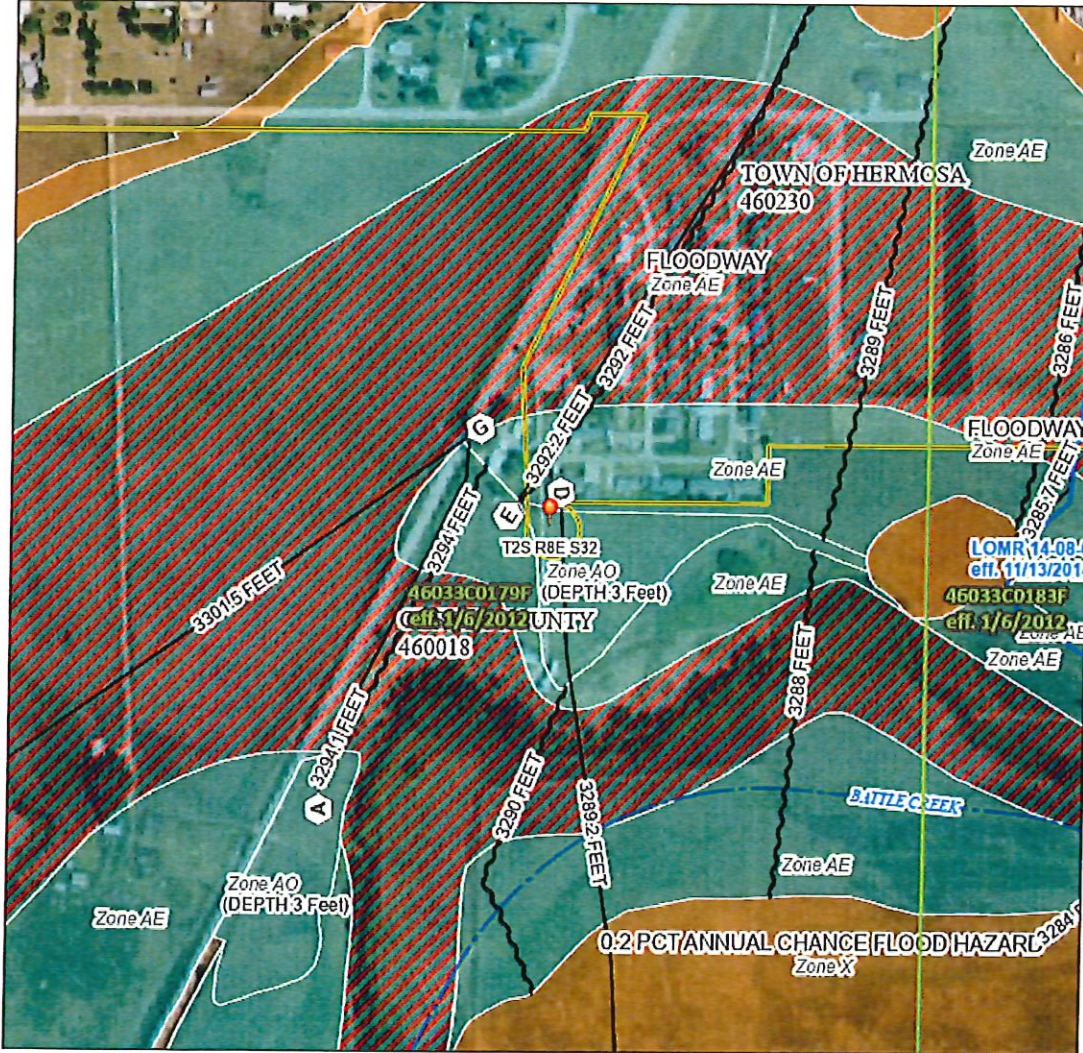 Zone AE
TOWN OF HERMOSA
460230
FLOODWAY
Zone AE
3292 FEET
3289 FEET
3286 FEET
G
3292.2 FEET
FLOODWAY
Zone AE
Zone AE
D
E
3294 FEET
3285.7 FEET
T2S R8E S32
Zone AO
(DEPTH 3 Feet)
Zone AE
LOMR 14-08-
eff. 11/13/201
46033C0179F
eff. 1/6/2012
UNTY
460018
46033C0183F
eff. 1/6/2012
Zone AE
Zone AE
3301.5 FEET
3288 FEET
3294.1 FEET
A
3290 FEET
3289.2 FEET
BATTLE CREEK
Zone AE
Zone AO
(DEPTH 3 Feet)
Zone AE
0.2 PCT ANNUAL CHANCE FLOOD HAZARD
Zone X
3284 F